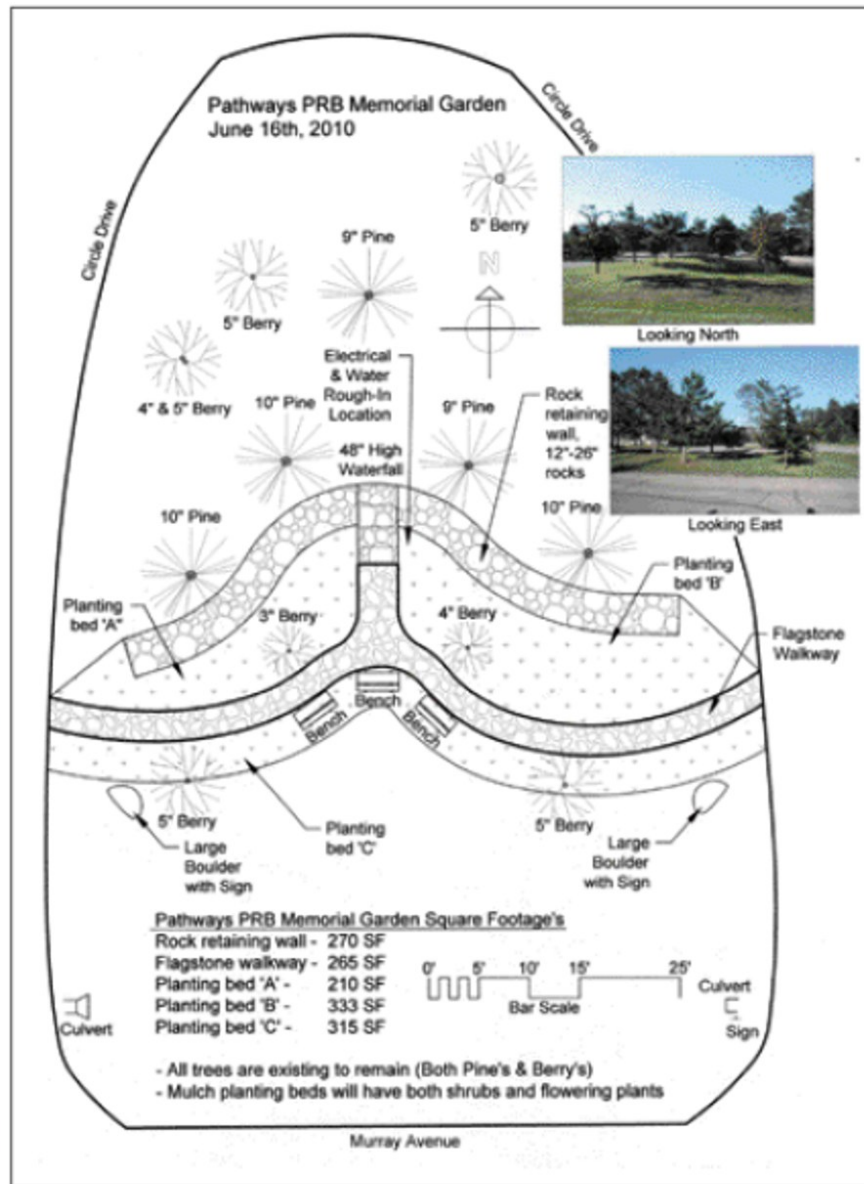 Pathways PRB Memorial Garden
June 16th, 2010
Circle Drive
Circle Drive
5" Berry
9" Pine
N
5" Berry
Looking North
4" & 5" Berry
Electrical
& Water
Rough-In
Location
10" Pine
9" Pine
Rock
retaining
wall,
12"-26"
rocks
48" High
Waterfall
Looking East
10" Pine
10" Pine
Planting
bed 'B'
Planting
bed 'A"
3" Berry
4" Berry
Flagstone
Walkway
Bench
Bench
Bench
5" Berry
Planting
bed 'C'
5" Berry
Large
Boulder
with Sign
Large
Boulder
with Sign
Pathways PRB Memorial Garden Square Footage's
Rock retaining wall - 270 SF
Flagstone walkway - 265 SF
Planting bed 'A' - 210 SF
Planting bed 'B' - 333 SF
Planting bed 'C' - 315 SF
0' 5' 10' 15' 25'
Bar Scale
Culvert
Culvert
Sign
- All trees are existing to remain (Both Pine's & Berry's)
- Mulch planting beds will have both shrubs and flowering plants
Murray Avenue